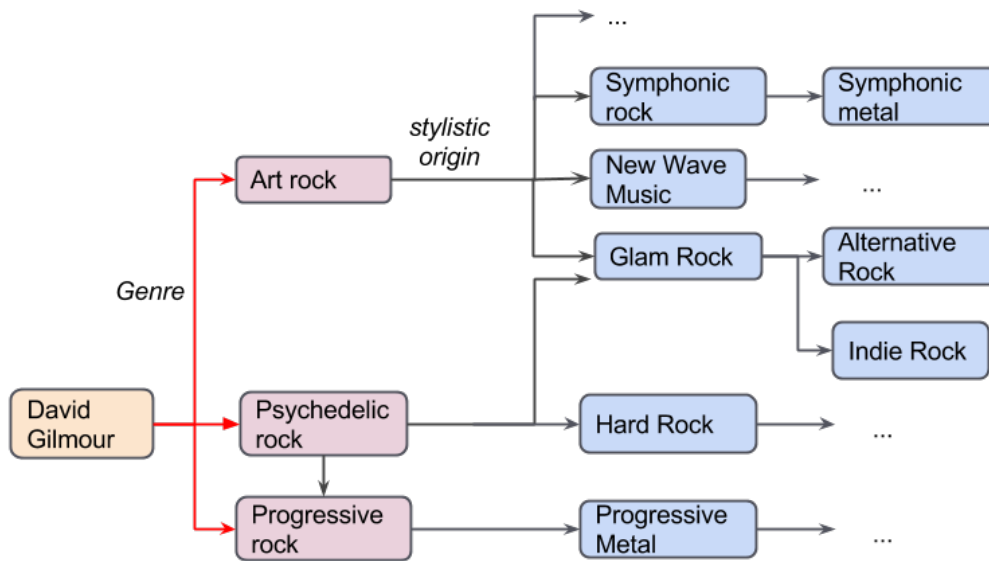 ...
Symphonic
rock
Symphonic
metal
stylistic
origin
Art rock
New Wave
Music
...
Glam Rock
Alternative
Rock
Genre
Indie Rock
David
Gilmour
Psychedelic
rock
Hard Rock
...
Progressive
rock
Progressive
Metal
...